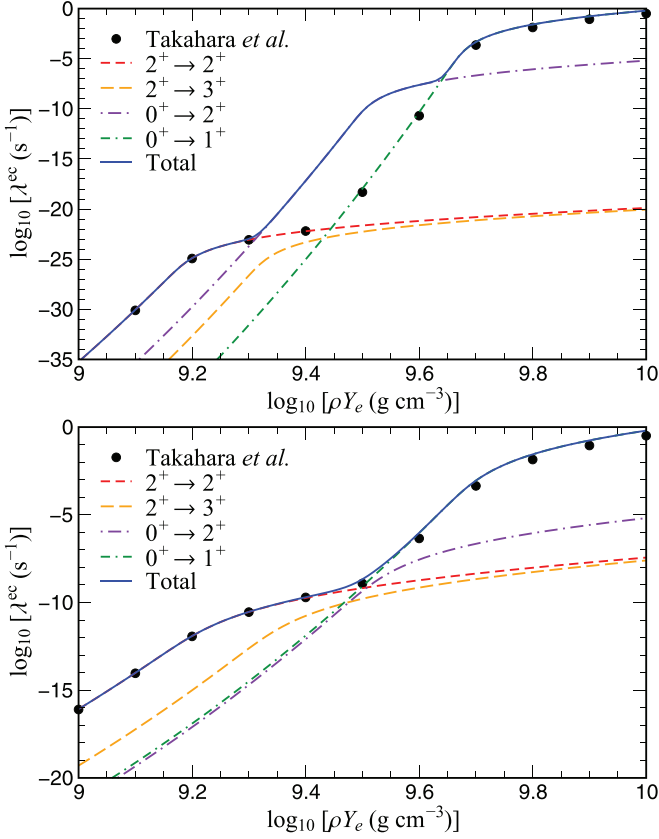 0
−5
−10
−15
−20
−25
−30
−35
log₁₀ [λᵉᶜ (s⁻¹)]
Takahara et al.
2⁺→2⁺
2⁺→3⁺
0⁺→2⁺
0⁺→1⁺
Total
9 9.2 9.4 9.6 9.8 10
log₁₀ [ρYₑ (g cm⁻³)]
0
−5
−10
−15
−20
log₁₀ [λᵉᶜ (s⁻¹)]
Takahara et al.
2⁺→2⁺
2⁺→3⁺
0⁺→2⁺
0⁺→1⁺
Total
9 9.2 9.4 9.6 9.8 10
log₁₀ [ρYₑ (g cm⁻³)]